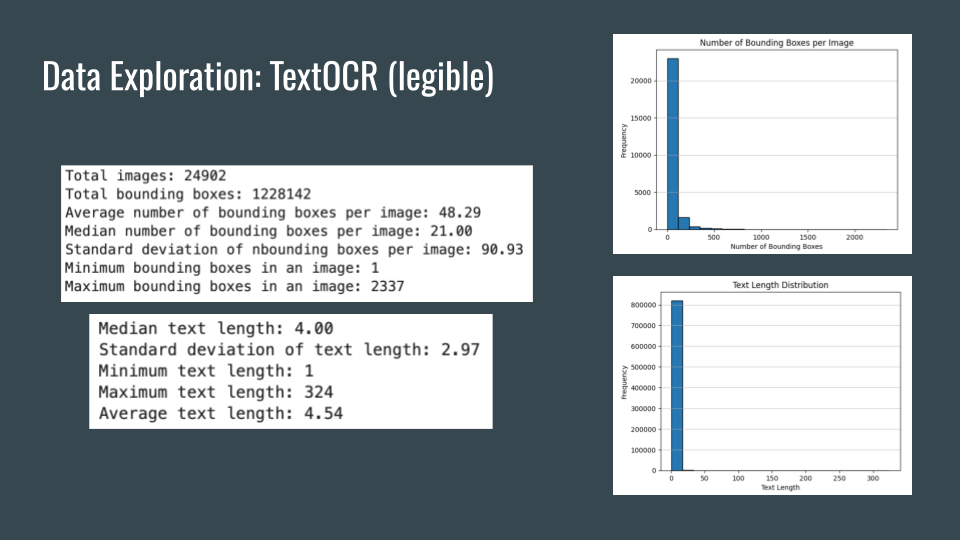 Data Exploration: TextOCR (legible)
Total images: 24902
Total bounding boxes: 1228142
Average number of bounding boxes per image: 48.29
Median number of bounding boxes per image: 21.00
Standard deviation of nbounding boxes per image: 90.93
Minimum bounding boxes in an image: 1
Maximum bounding boxes in an image: 2337
Median text length: 4.00
Standard deviation of text length: 2.97
Minimum text length: 1
Maximum text length: 324
Average text length: 4.54
Number of Bounding Boxes per Image
Frequency
20000
15000
10000
5000
0
0 500 1000 1500 2000
Number of Bounding Boxes
Text Length Distribution
Frequency
800000
700000
600000
500000
400000
300000
200000
100000
0
0 50 100 150 200 250 300
Text Length